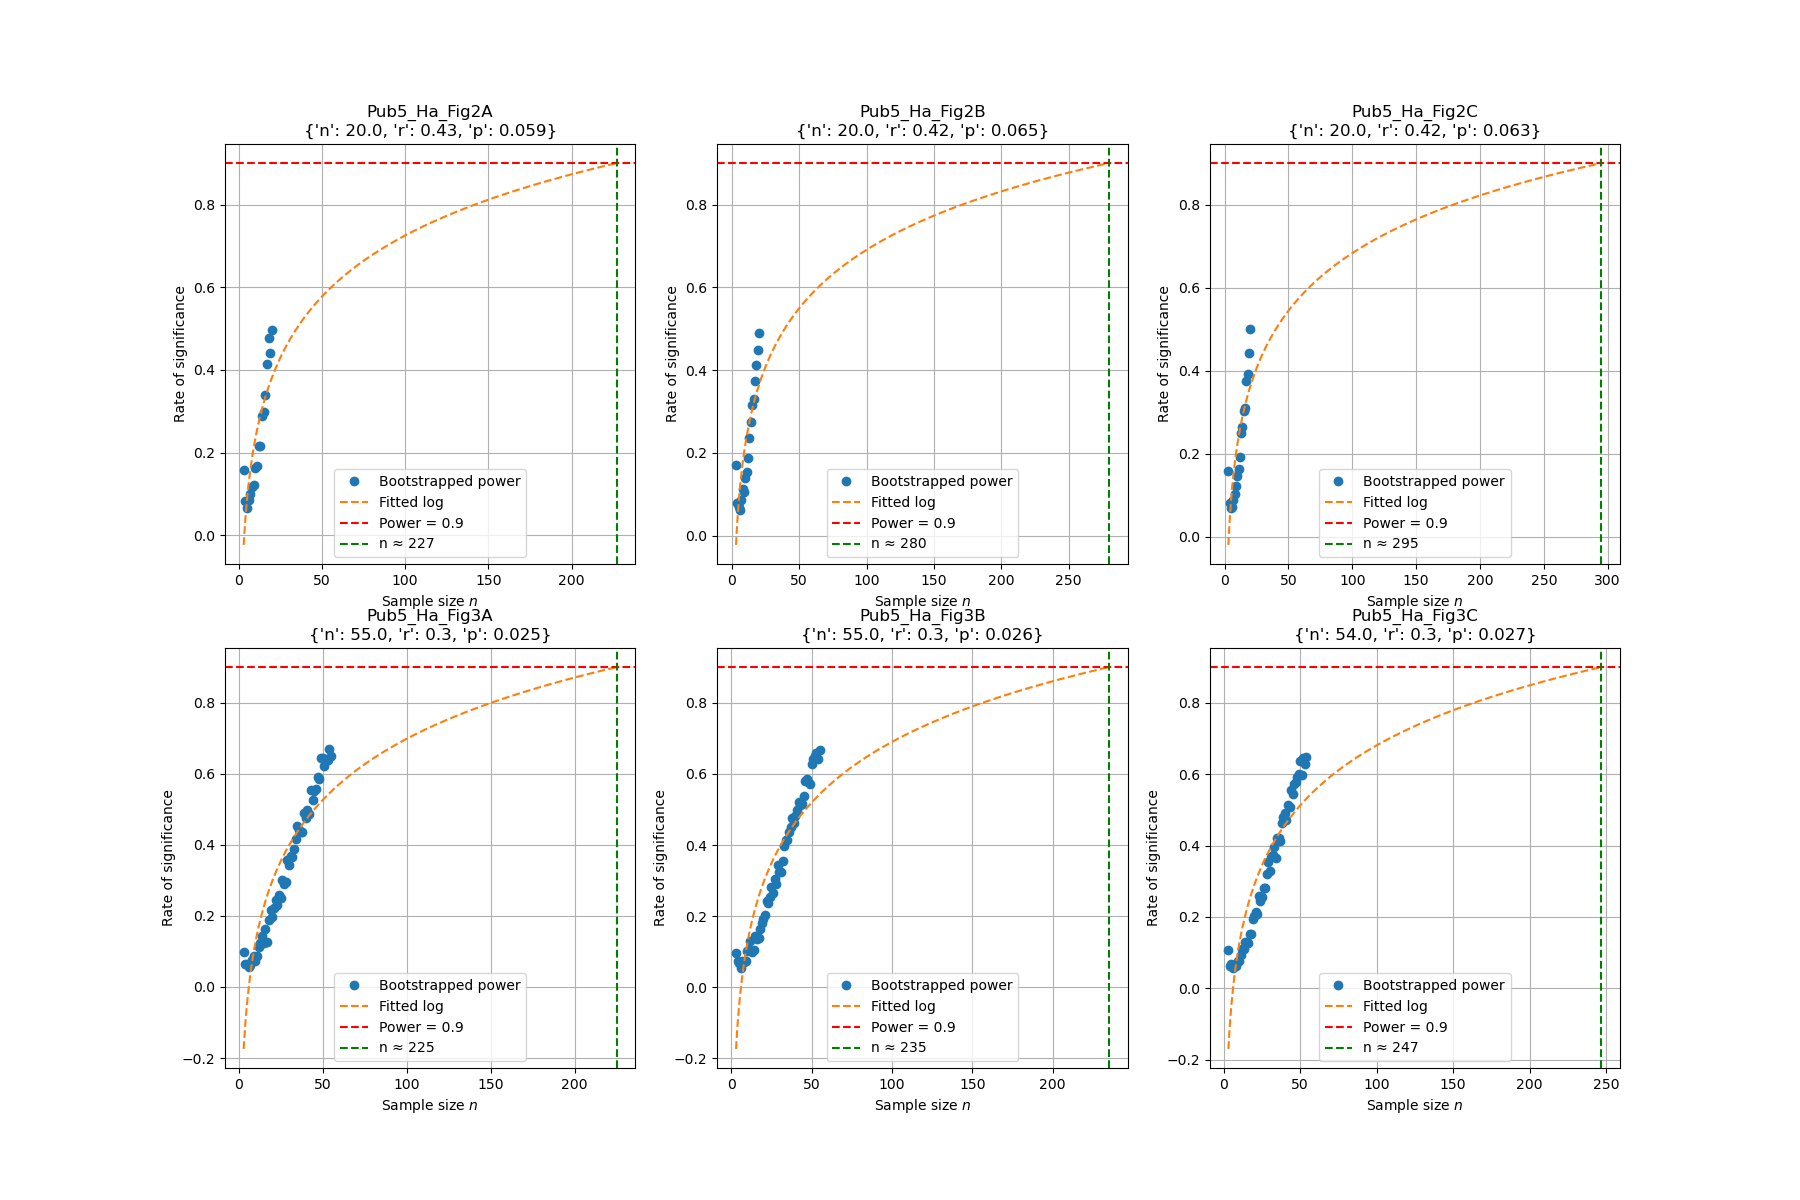 Pub5_Ha_Fig2A
{'n': 20.0, 'r': 0.43, 'p': 0.059}
Rate of significance
0.8
0.6
0.4
0.2
0.0
Bootstrapped power
Fitted log
Power = 0.9
n ≈ 227
0 50 100 150 200
Sample size n
Pub5_Ha_Fig2B
{'n': 20.0, 'r': 0.42, 'p': 0.065}
Rate of significance
0.8
0.6
0.4
0.2
0.0
Bootstrapped power
Fitted log
Power = 0.9
n ≈ 280
0 50 100 150 200 250
Sample size n
Pub5_Ha_Fig2C
{'n': 20.0, 'r': 0.42, 'p': 0.063}
Rate of significance
0.8
0.6
0.4
0.2
0.0
Bootstrapped power
Fitted log
Power = 0.9
n ≈ 295
0 50 100 150 200 250 300
Sample size n
Pub5_Ha_Fig3A
{'n': 55.0, 'r': 0.3, 'p': 0.025}
Rate of significance
0.8
0.6
0.4
0.2
0.0
−0.2
Bootstrapped power
Fitted log
Power = 0.9
n ≈ 225
0 50 100 150 200
Sample size n
Pub5_Ha_Fig3B
{'n': 55.0, 'r': 0.3, 'p': 0.026}
Rate of significance
0.8
0.6
0.4
0.2
0.0
−0.2
Bootstrapped power
Fitted log
Power = 0.9
n ≈ 235
0 50 100 150 200
Sample size n
Pub5_Ha_Fig3C
{'n': 54.0, 'r': 0.3, 'p': 0.027}
Rate of significance
0.8
0.6
0.4
0.2
0.0
−0.2
Bootstrapped power
Fitted log
Power = 0.9
n ≈ 247
0 50 100 150 200 250
Sample size n